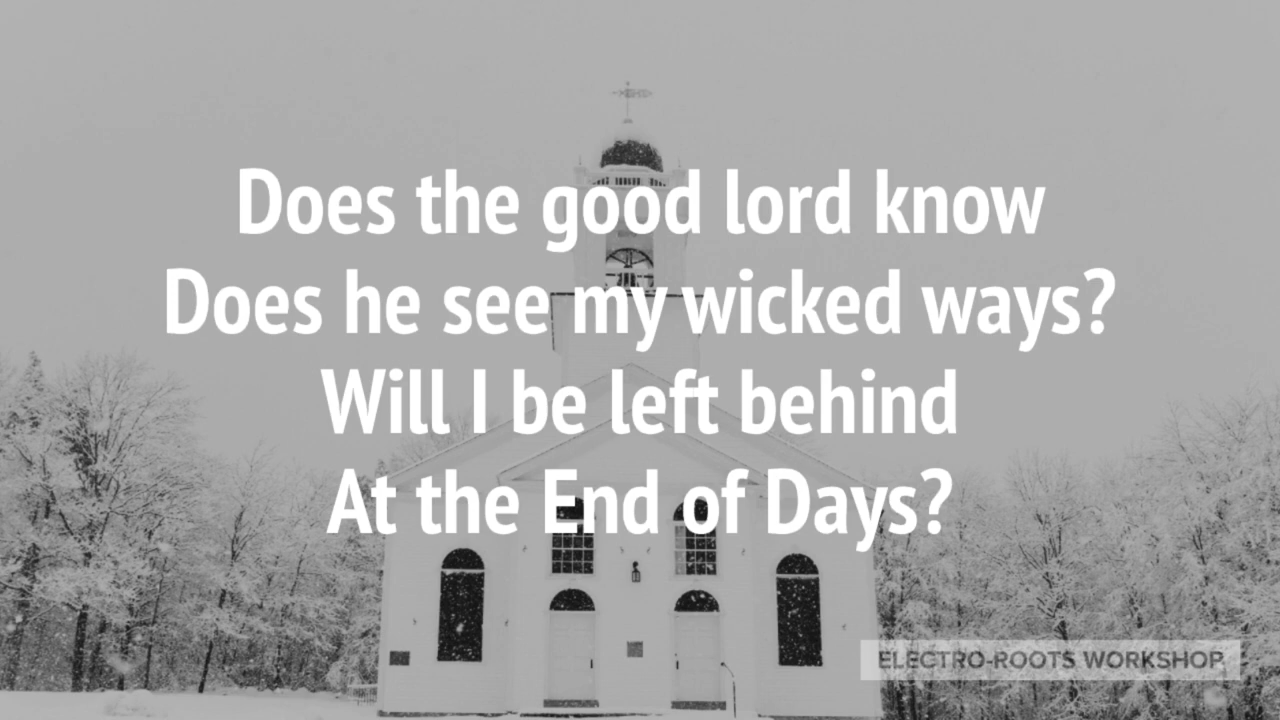 Does the good lord know
Does he see my wicked ways?
Will I be left behind
At the End of Days?
ELECTRO-ROOTS WORKSHOP